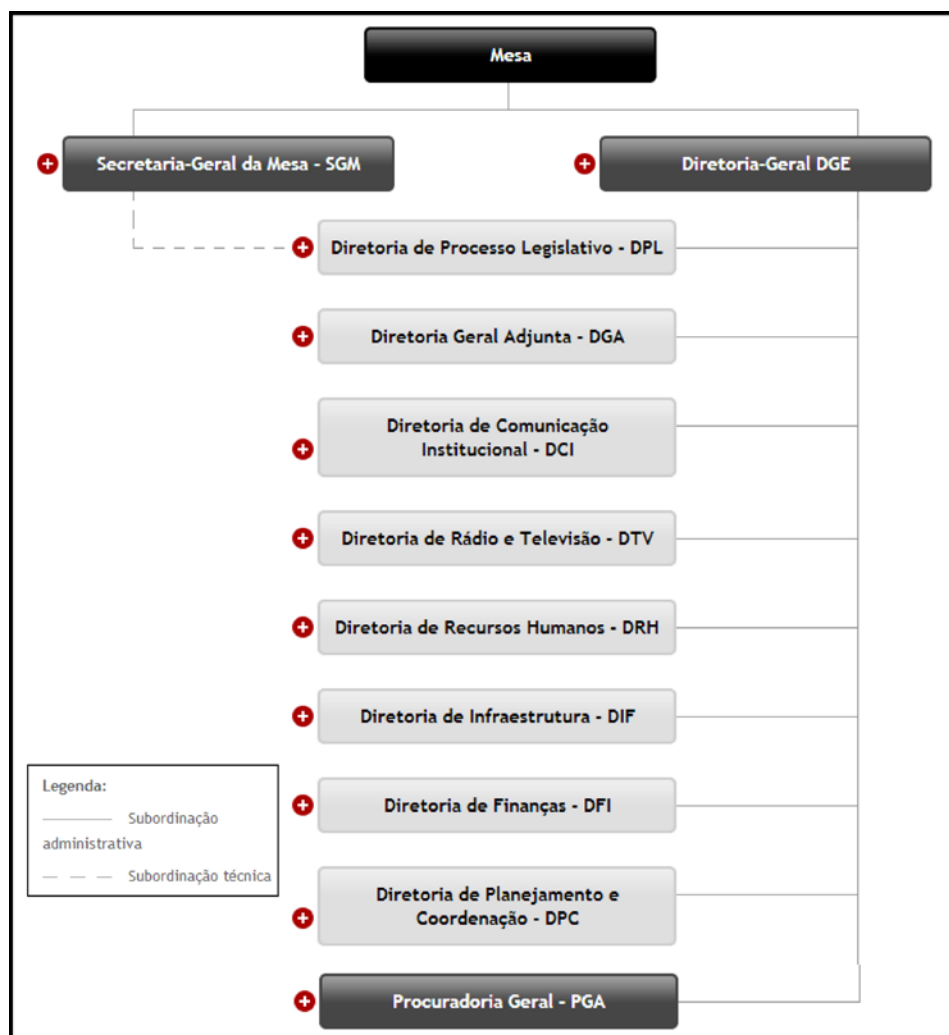 Mesa
Secretaria-Geral da Mesa - SGM
Diretoria-Geral DGE
Diretoria de Processo Legislativo - DPL
Diretoria Geral Adjunta - DGA
Diretoria de Comunicação
Institucional - DCI
Diretoria de Rádio e Televisão - DTV
Diretoria de Recursos Humanos - DRH
Diretoria de Infraestrutura - DIF
Legenda:
Subordinação
administrativa
Subordinação técnica
Diretoria de Finanças - DFI
Diretoria de Planejamento e
Coordenação - DPC
Procuradoria Geral - PGA